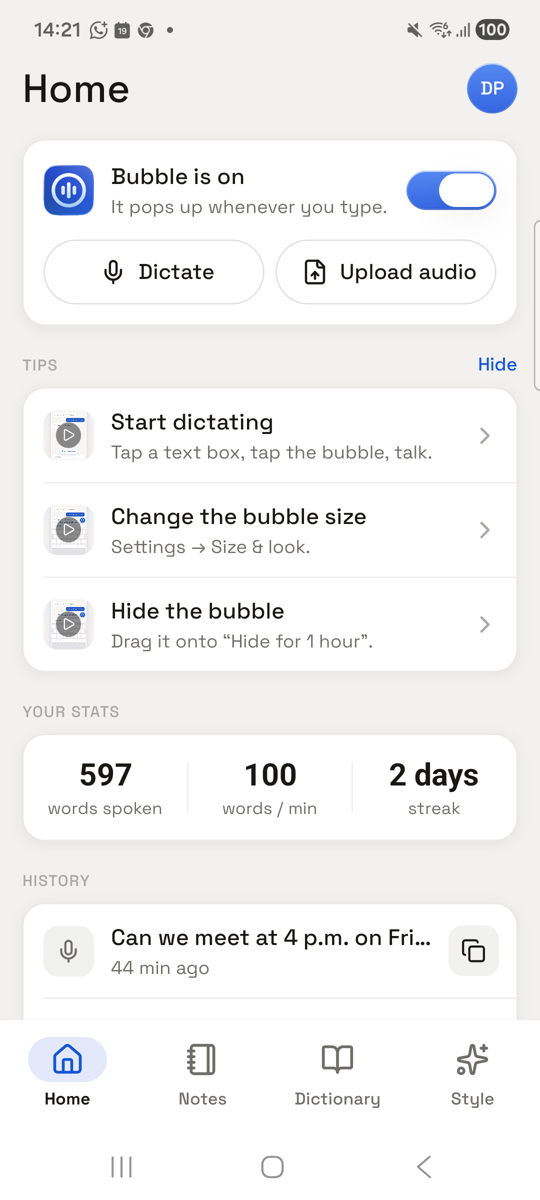 14:21
19
100
Home
DP
Bubble is on
It pops up whenever you type.
Dictate
Upload audio
TIPS
Hide
Start dictating
Tap a text box, tap the bubble, talk.
Change the bubble size
Settings → Size & look.
Hide the bubble
Drag it onto “Hide for 1 hour”.
YOUR STATS
597
words spoken
100
words / min
2 days
streak
HISTORY
Can we meet at 4 p.m. on Fri...
44 min ago
Home
Notes
Dictionary
Style